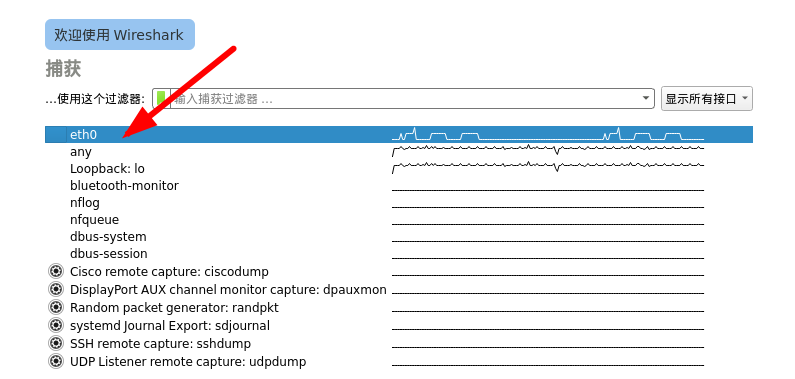 欢迎使用 Wireshark
捕获
…使用这个过滤器: 输入捕获过滤器 … 显示所有接口
eth0
any
Loopback: lo
bluetooth-monitor
nflog
nfqueue
dbus-system
dbus-session
Cisco remote capture: ciscodump
DisplayPort AUX channel monitor capture: dpauxmon
Random packet generator: randpkt
systemd Journal Export: sdjournal
SSH remote capture: sshdump
UDP Listener remote capture: udpdump